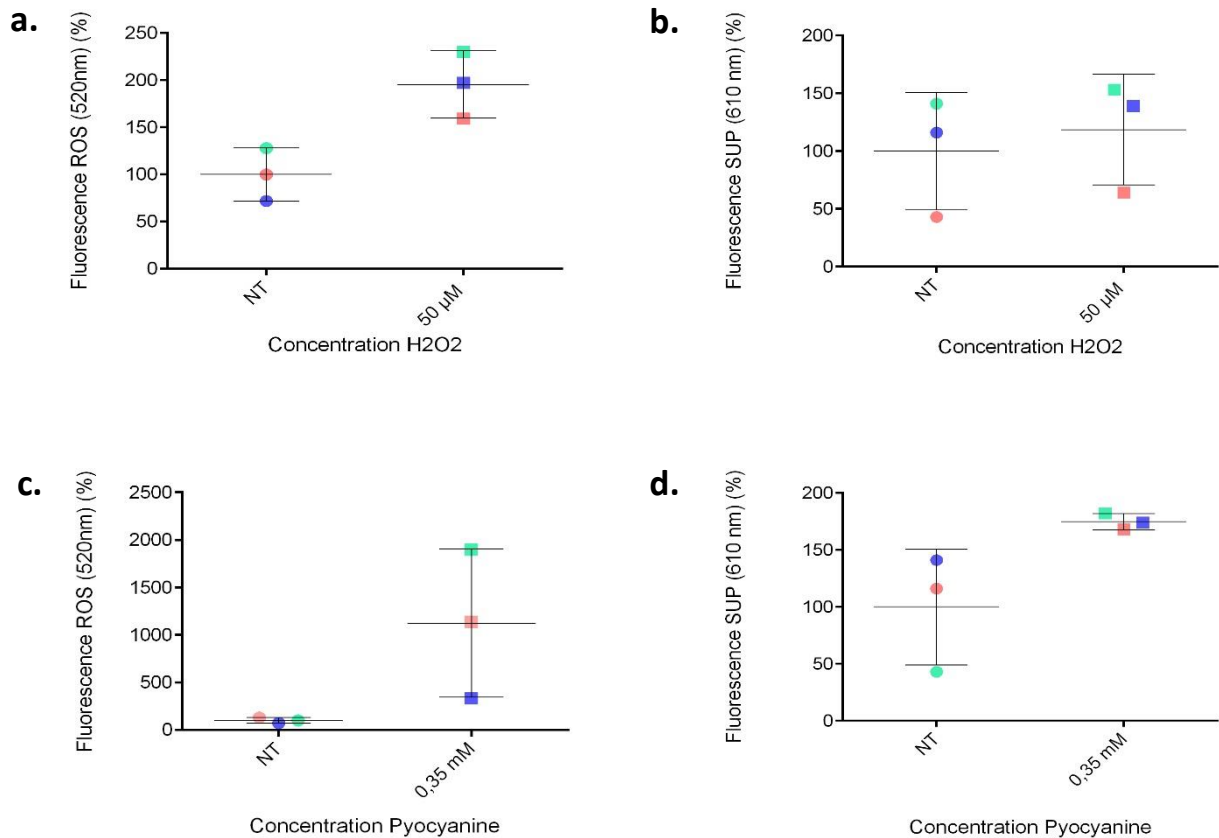 a.
Fluorescence ROS (520nm) (%)
250
200
150
100
50
0
NT
50 µM
Concentration H2O2
b.
Fluorescence SUP (610 nm) (%)
200
150
100
50
0
NT
50 µM
Concentration H2O2
c.
Fluorescence ROS (520nm) (%)
2500
2000
1500
1000
500
0
NT
0,35 mM
Concentration Pyocyanine
d.
Fluorescence SUP (610 nm) (%)
200
150
100
50
0
NT
0,35 mM
Concentration Pyocyanine